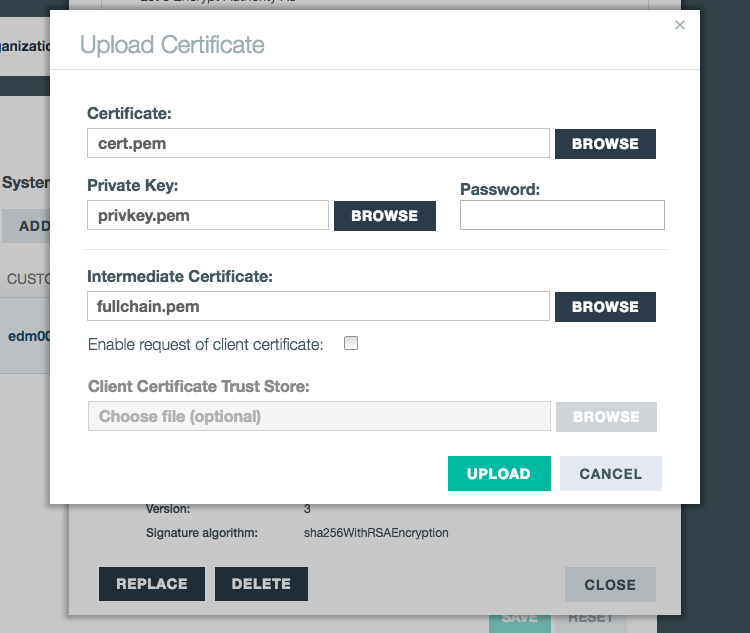 Upload Certificate
×
Certificate:
cert.pem
BROWSE
Private Key:
Password:
privkey.pem
BROWSE
Intermediate Certificate:
fullchain.pem
BROWSE
Enable request of client certificate:
Client Certificate Trust Store:
Choose file (optional)
BROWSE
UPLOAD
CANCEL
Version:
3
Signature algorithm:
sha256WithRSAEncryption
REPLACE
DELETE
CLOSE
SAVE
RESET
ADD
CUSTO
edm00
Syster